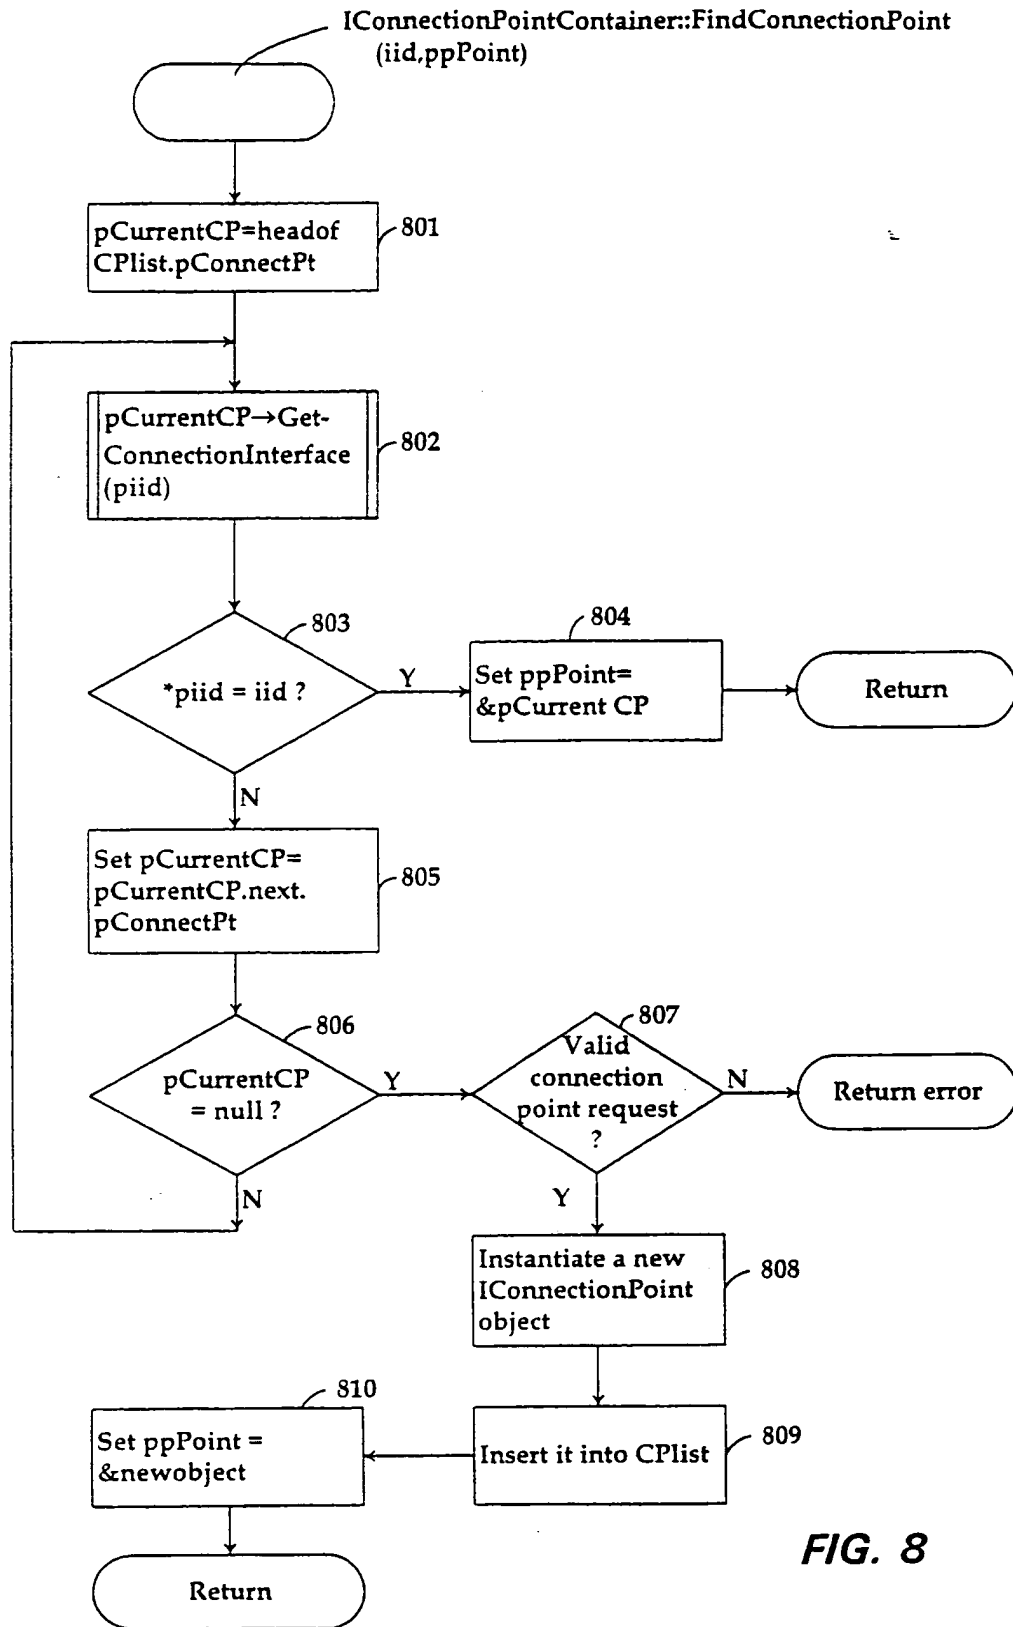 IConnectionPointContainer::FindConnectionPoint
(iid,ppPoint)
pCurrentCP=headof
CPlist.pConnectPt
801
pCurrentCP→Get-
ConnectionInterface
(piid)
802
803
*piid = iid ?
Y
804
Set ppPoint=
&pCurrent CP
Return
N
Set pCurrentCP=
pCurrentCP.next.
pConnectPt
805
806
pCurrentCP
= null ?
Y
807
Valid
connection
point request
?
N
Return error
N
Y
Instantiate a new
IConnectionPoint
object
808
810
Set ppPoint =
&newobject
Insert it into CPlist
809
Return
FIG. 8